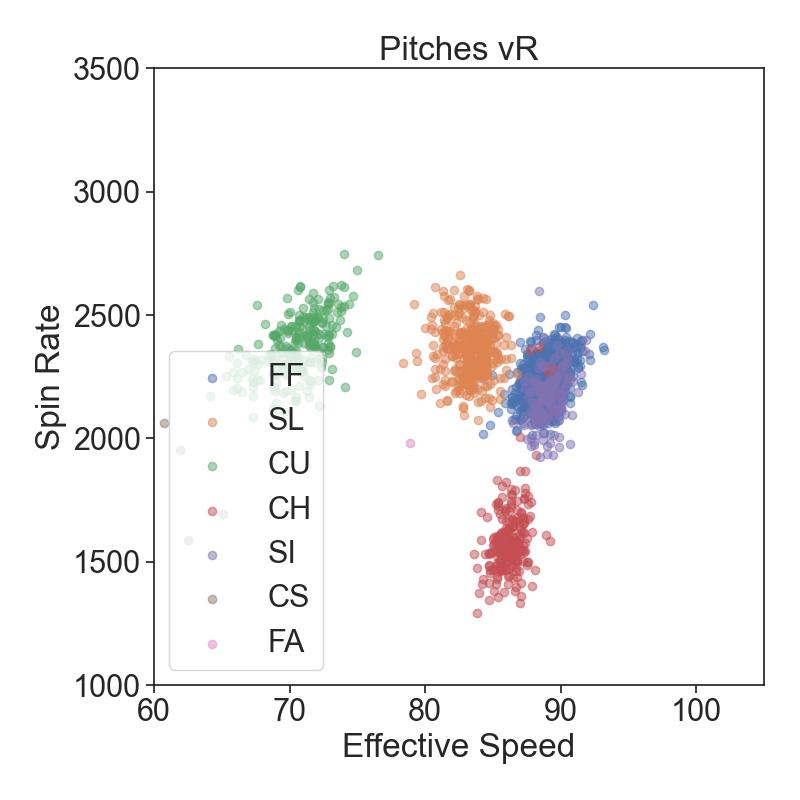 Pitches vR
3500
3000
2500
2000
1500
1000
Spin Rate
FF
SL
CU
CH
SI
CS
FA
60 70 80 90 100
Effective Speed